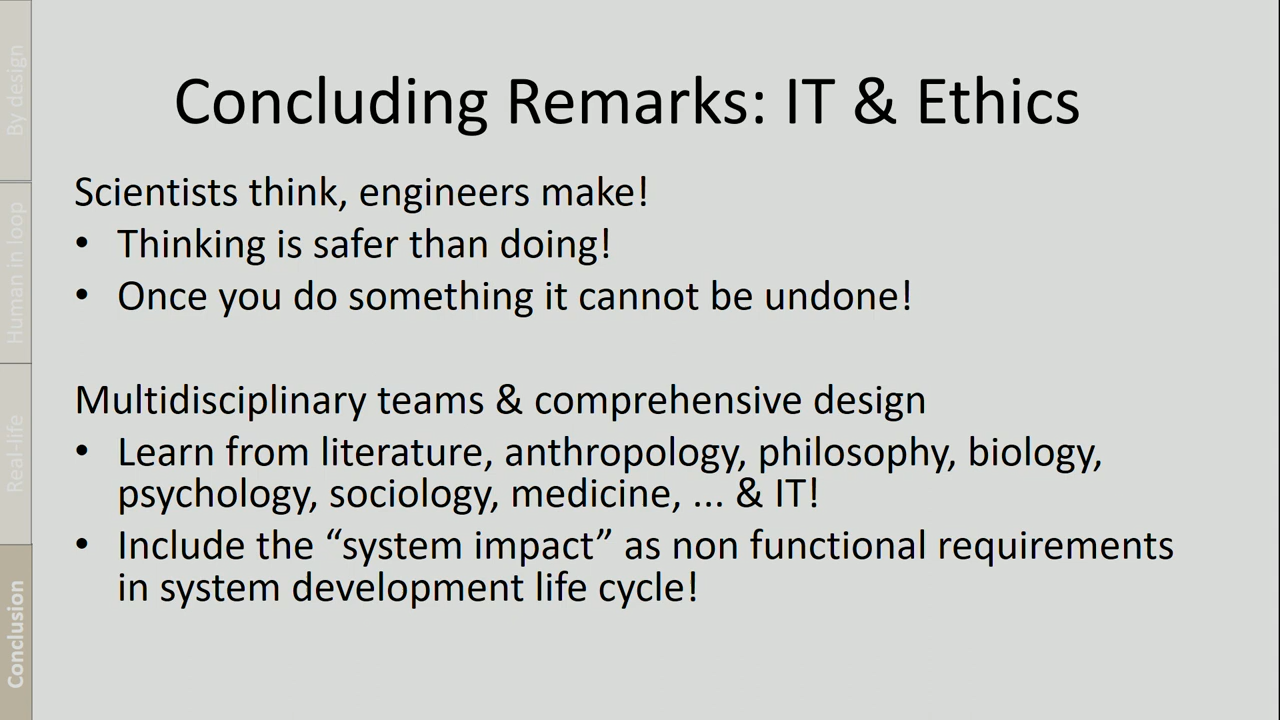 Concluding Remarks: IT & Ethics
Scientists think, engineers make!
• Thinking is safer than doing!
• Once you do something it cannot be undone!
Multidisciplinary teams & comprehensive design
• Learn from literature, anthropology, philosophy, biology,
psychology, sociology, medicine, ... & IT!
• Include the “system impact” as non functional requirements
in system development life cycle!
By design
Human in loop
Real-life
Conclusion